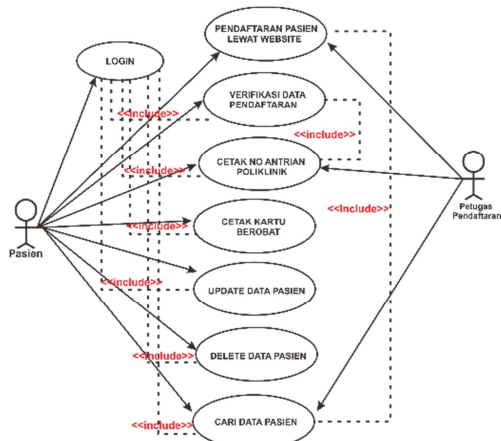 PENDAFTARAN PASIEN
LEWAT WEBSITE
LOGIN
VERIFIKASI DATA
PENDAFTARAN
<<include>>
<<include>>
CETAK NO ANTRIAN
POLIKLINIK
<<include>>
<<Include>>
CETAK KARTU
BEROBAT
<<include>>
Pasien
Petugas
Pendaftaran
<<include>>
UPDATE DATA PASIEN
<<include>>
DELETE DATA PASIEN
<<include>>
CARI DATA PASIEN